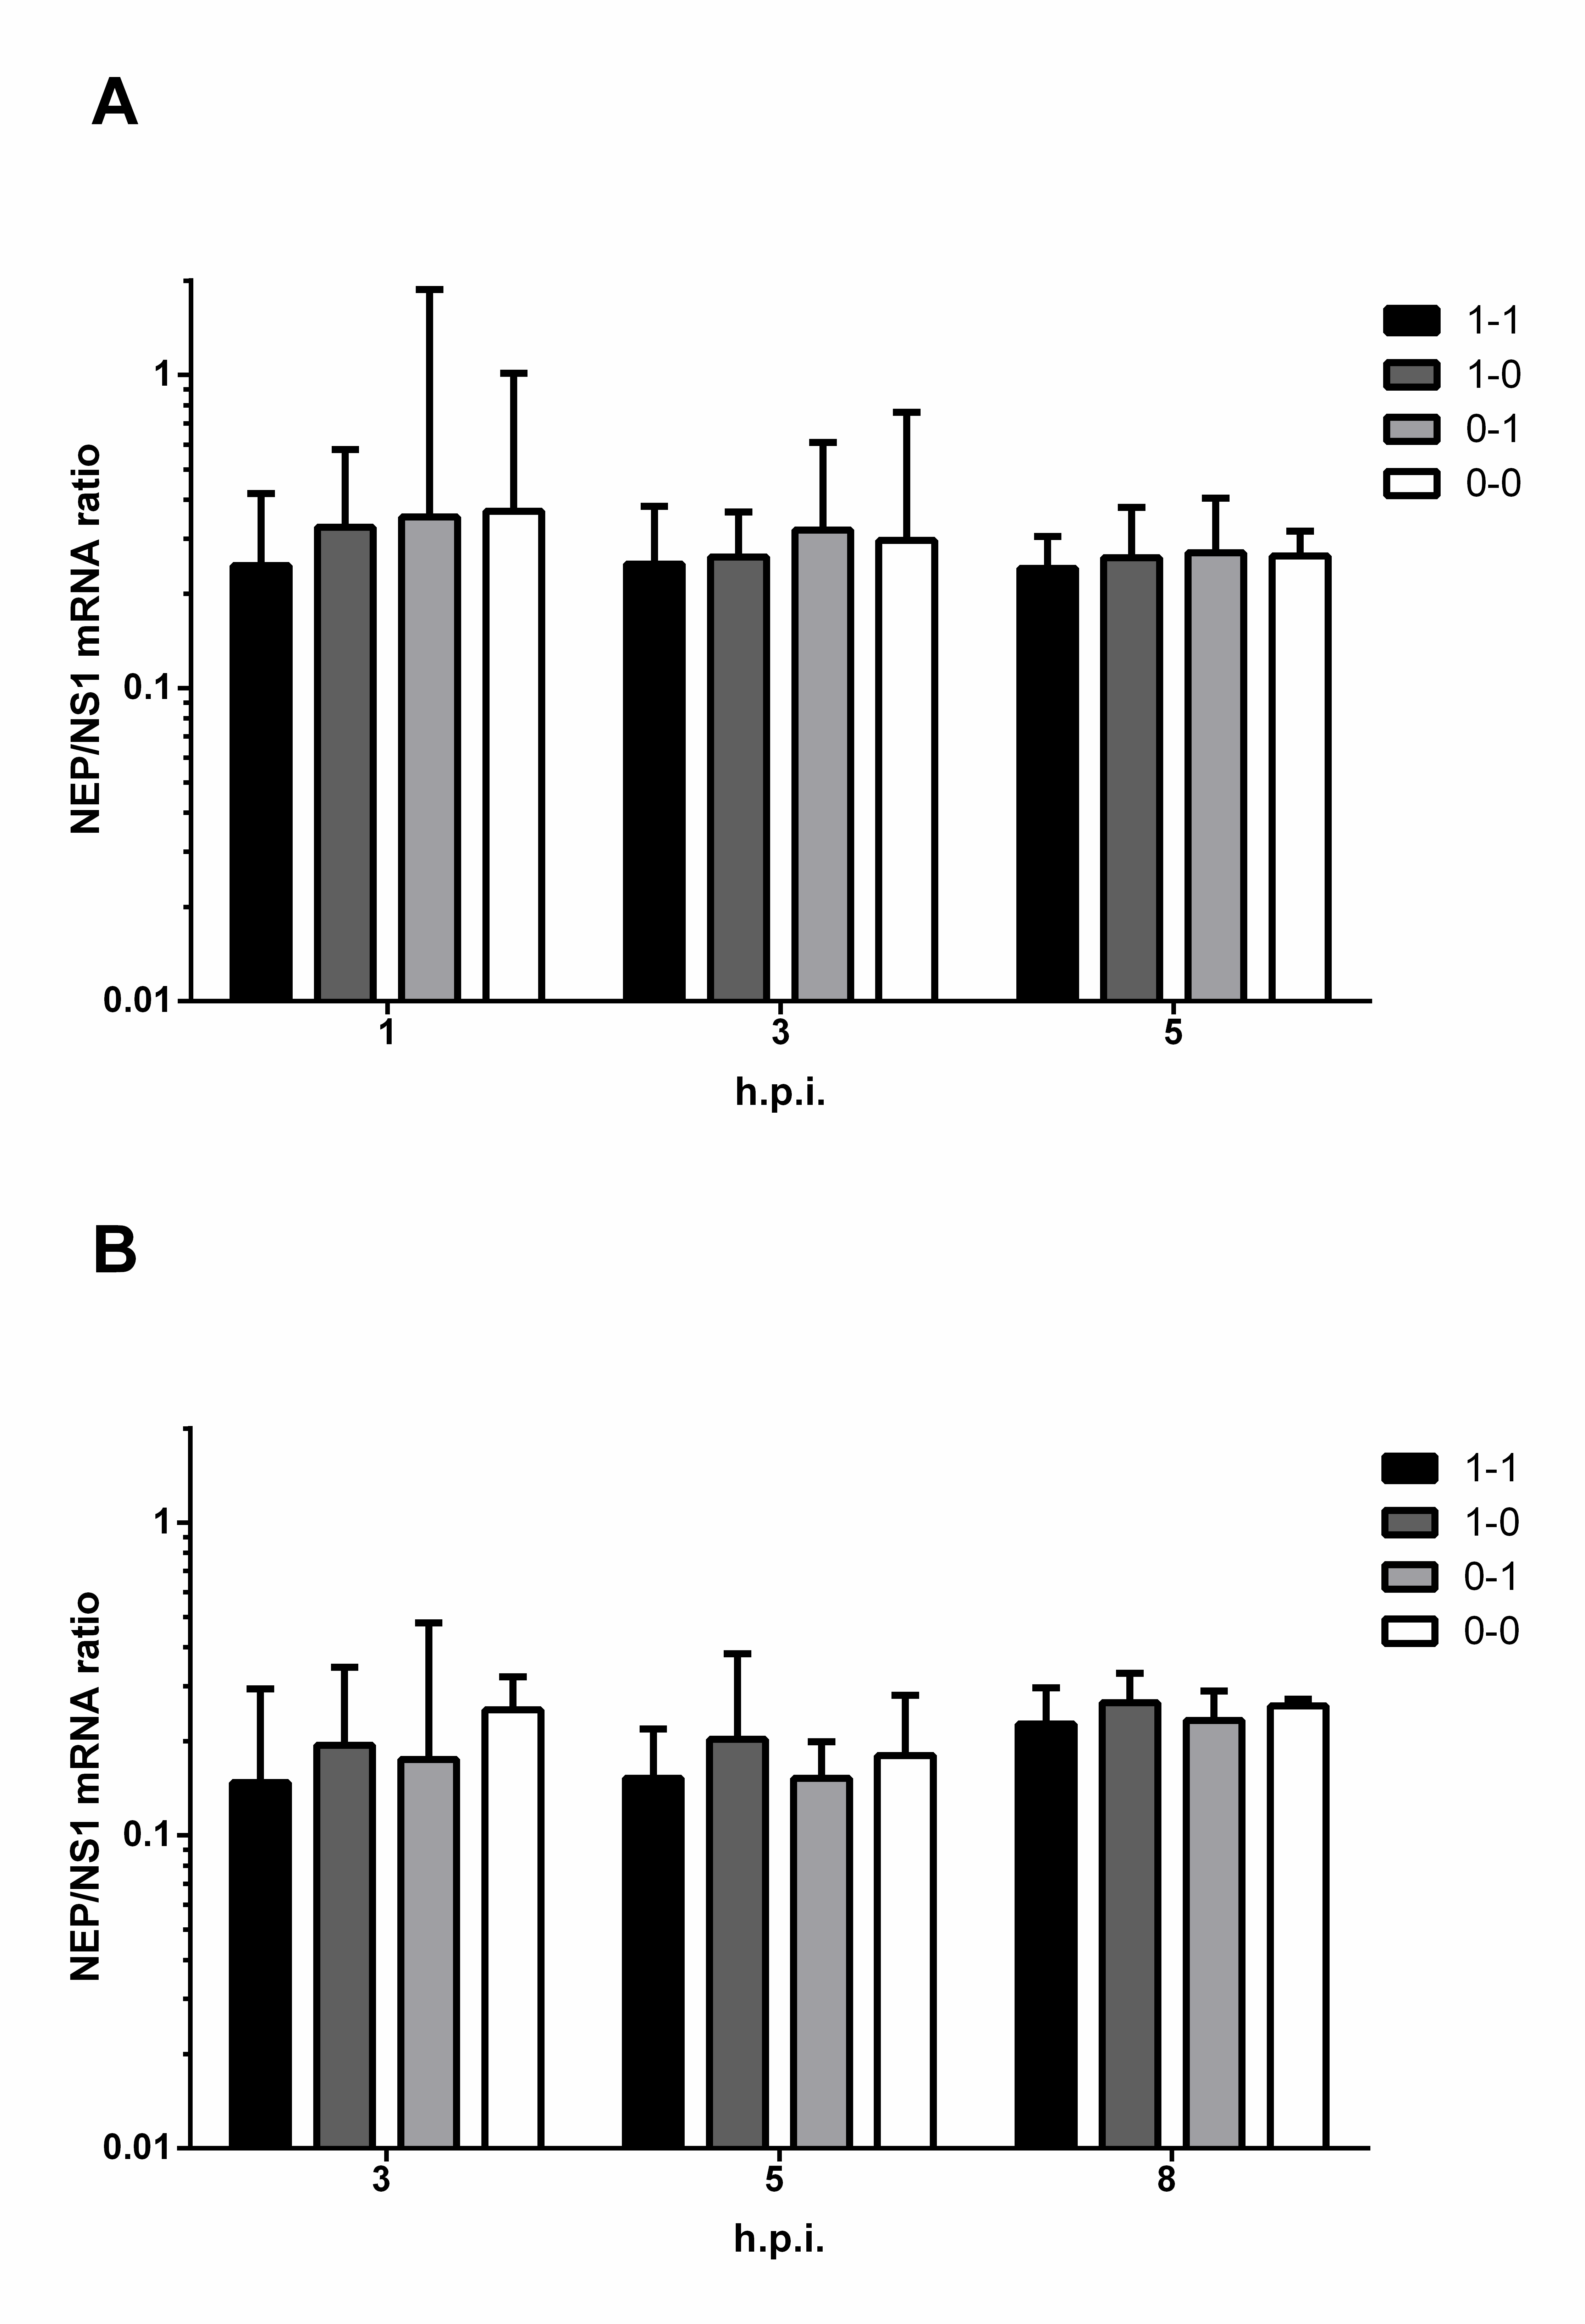 A
1
0.1
0.01
NEP/NS1 mRNA ratio
1-1
1-0
0-1
0-0
1 3 5
h.p.i.
B
1
0.1
0.01
NEP/NS1 mRNA ratio
1-1
1-0
0-1
0-0
3 5 8
h.p.i.